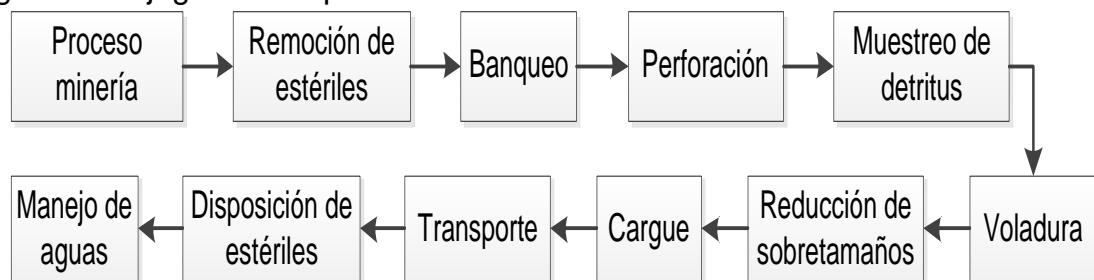 Proceso
minería
Remoción de
estériles
Banqueo
Perforación
Muestreo de
detritus
Voladura
Reducción de
sobretamaños
Cargue
Transporte
Disposición de
estériles
Manejo de
aguas